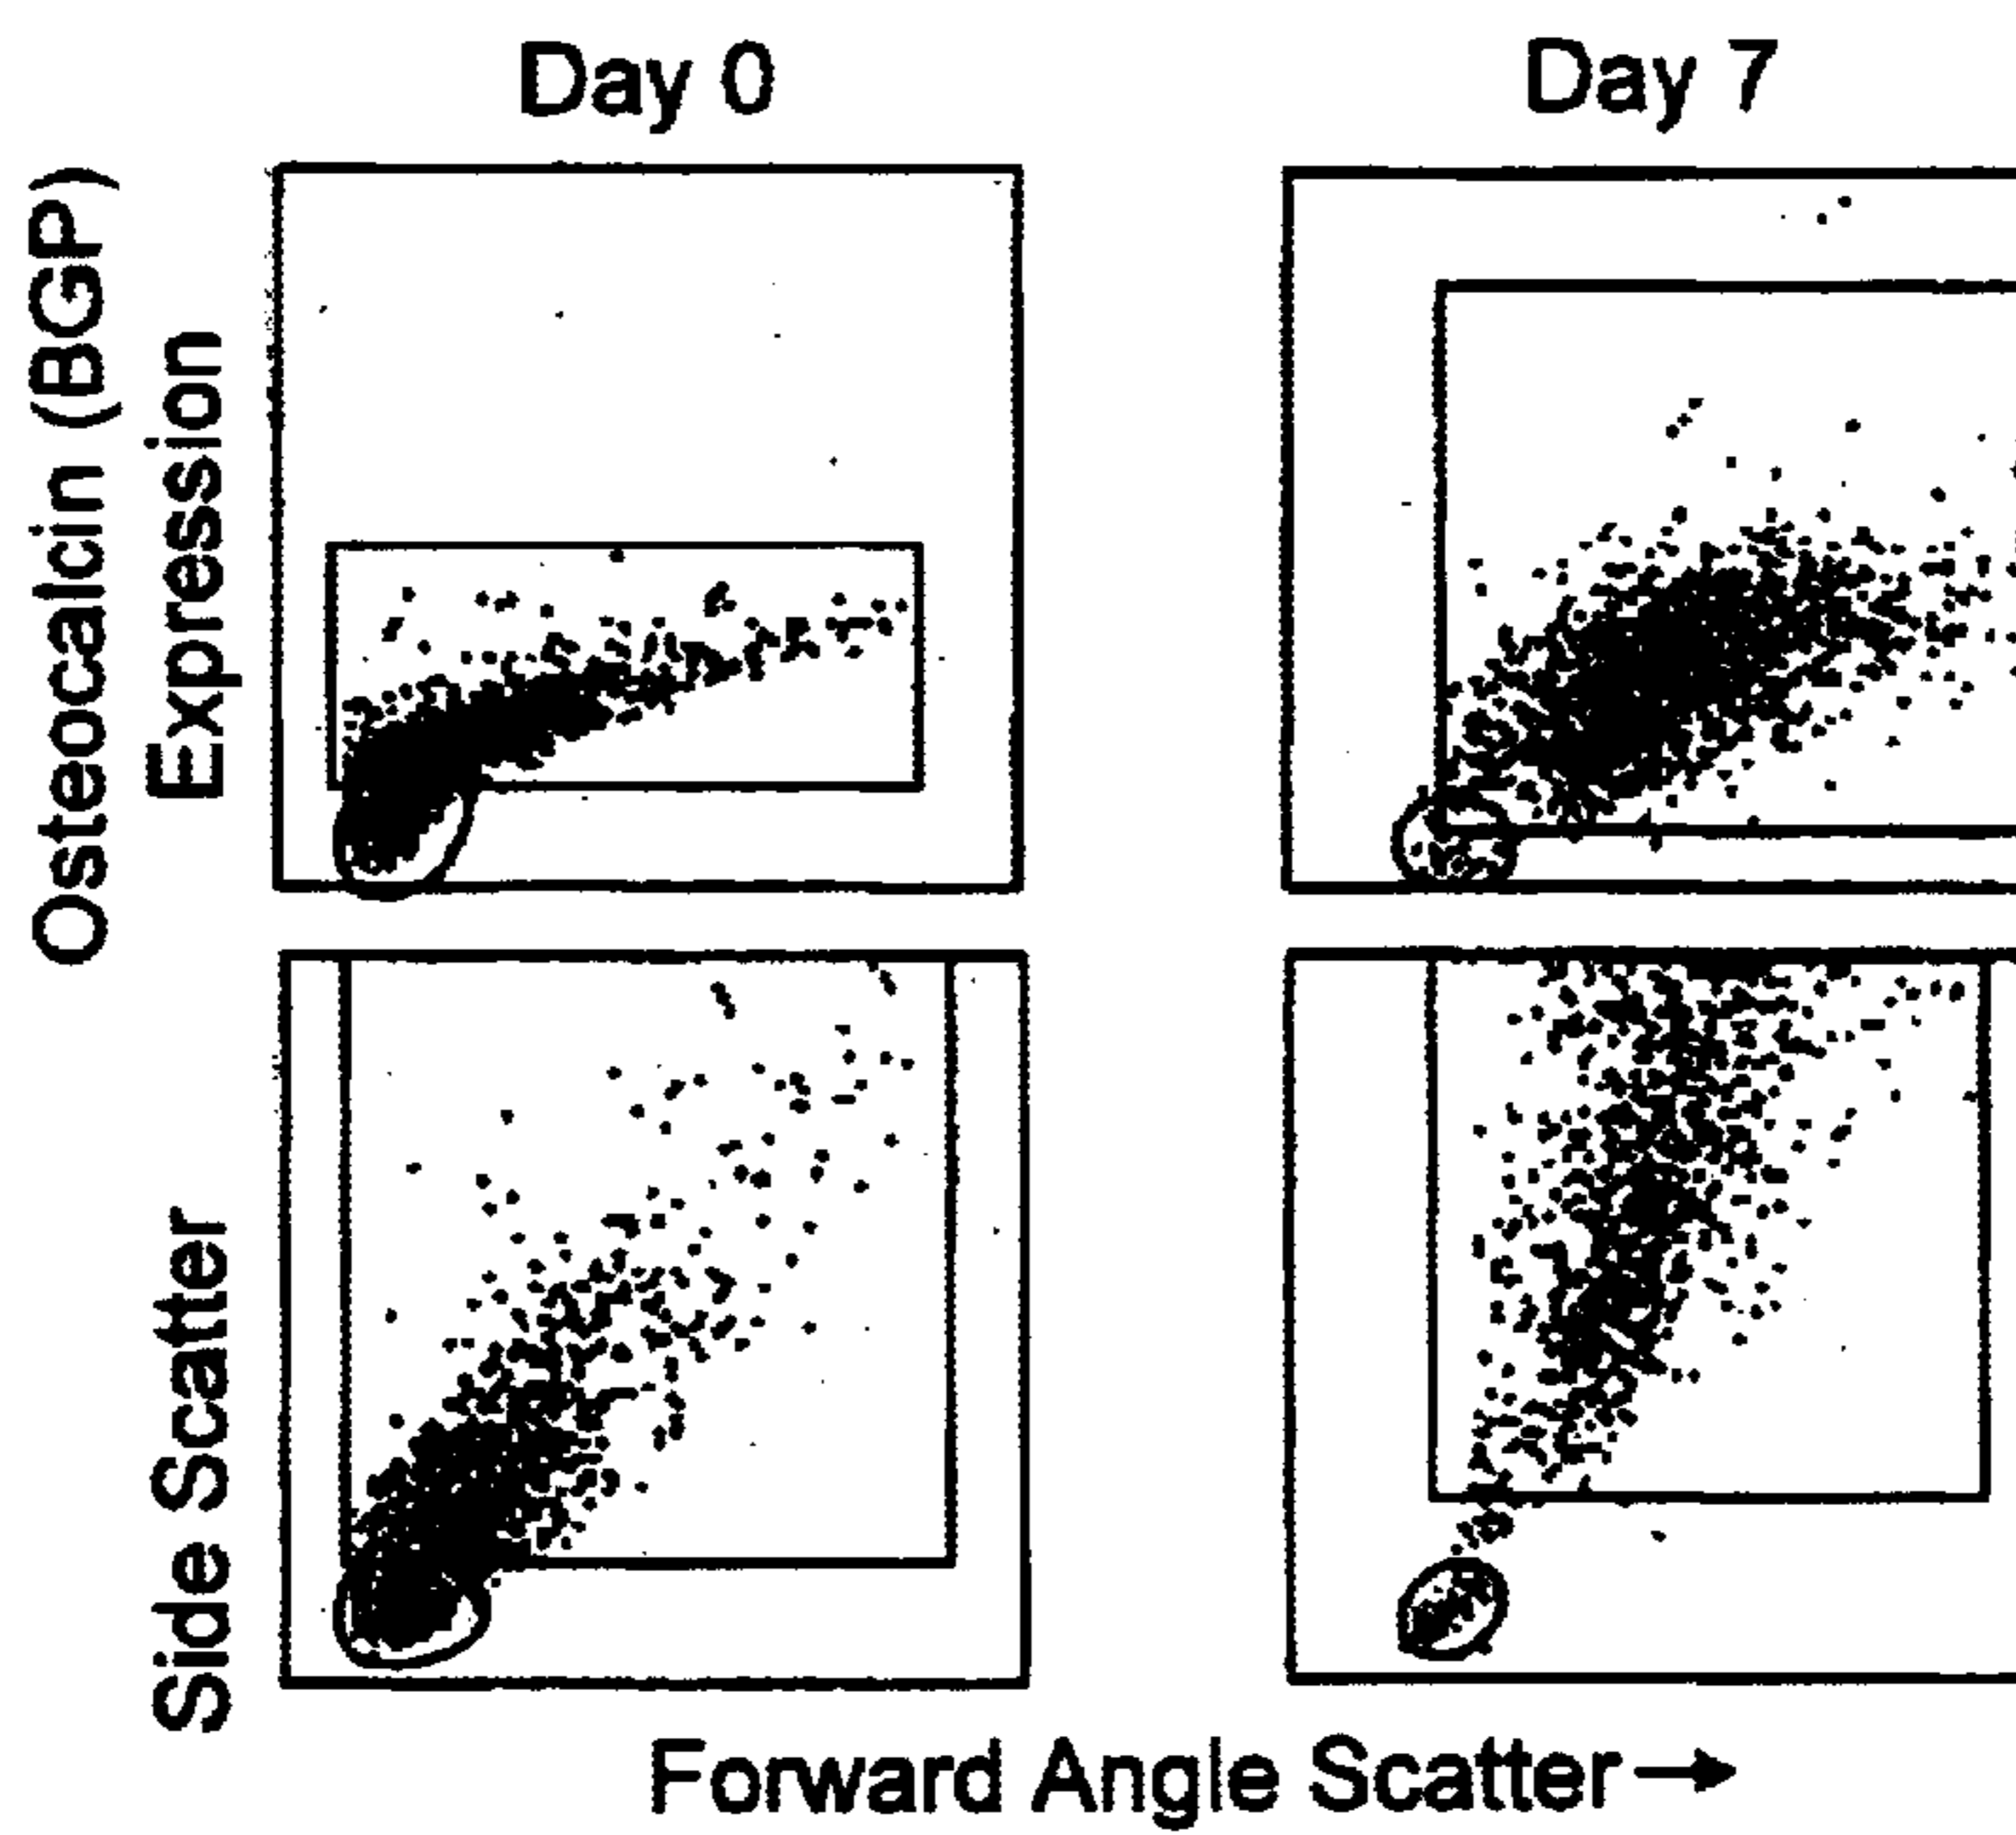 Day 0
Day 7
Osteocalcin (BGP)
Expression
Side Scatter
Forward Angle Scatter→